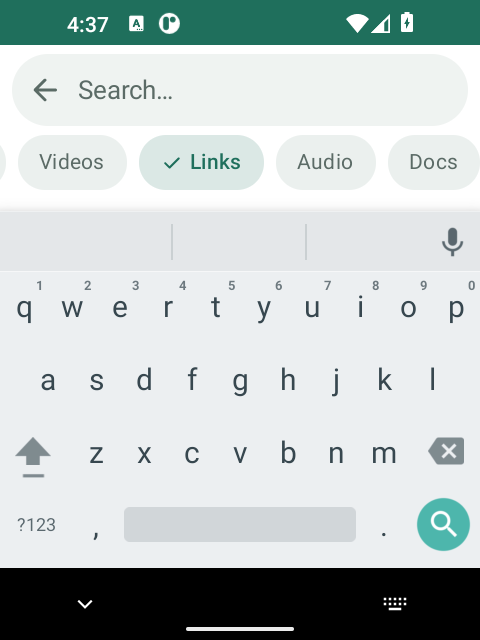 4:37
Search…
Videos Links Audio Docs
1 2 3 4 5 6 7 8 9 0
q w e r t y u i o p
a s d f g h j k l
z x c v b n m
?123 , .